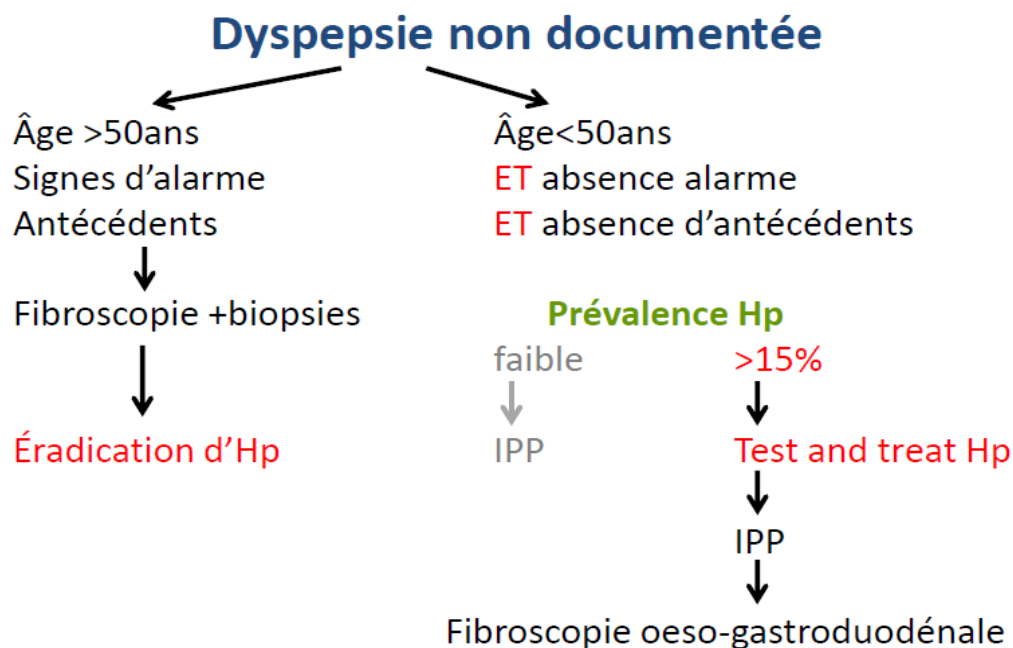 Dyspepsie non documentée
Âge >50ans
Signes d'alarme
Antécédents
Fibroscopie +biopsies
Éradication d'Hp
Âge<50ans
ET absence alarme
ET absence d'antécédents
Prévalence Hp
faible
IPP
>15%
Test and treat Hp
IPP
Fibroscopie oeso-gastroduodénale